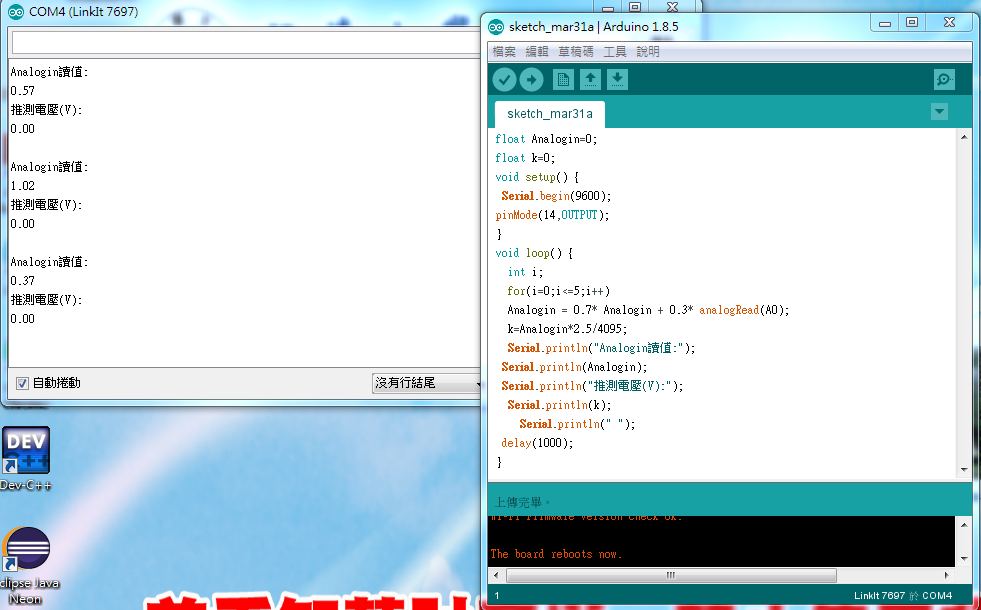 COM4 (LinkIt 7697)
Analogin讀值:
0.57
推測電壓(V):
0.00
Analogin讀值:
1.02
推測電壓(V):
0.00
Analogin讀值:
0.37
推測電壓(V):
0.00
自動捲動
沒有行結尾
DEV
C++
Dev-C++
clipse Java
Neon
sketch_mar31a | Arduino 1.8.5
檔案 編輯 草稿碼 工具 說明
sketch_mar31a
float Analogin=0;
float k=0;
void setup() {
Serial.begin(9600);
pinMode(14,OUTPUT);
}
void loop() {
int i;
for(i=0;i<=5;i++)
Analogin = 0.7* Analogin + 0.3* analogRead(A0);
k=Analogin*2.5/4095;
Serial.println("Analogin讀值:");
Serial.println(Analogin);
Serial.println("推測電壓(V):");
Serial.println(k);
Serial.println(" ");
delay(1000);
}
上傳完畢。
Wi-Fi firmware version check ok.
The board reboots now.
1
LinkIt 7697 於 COM4